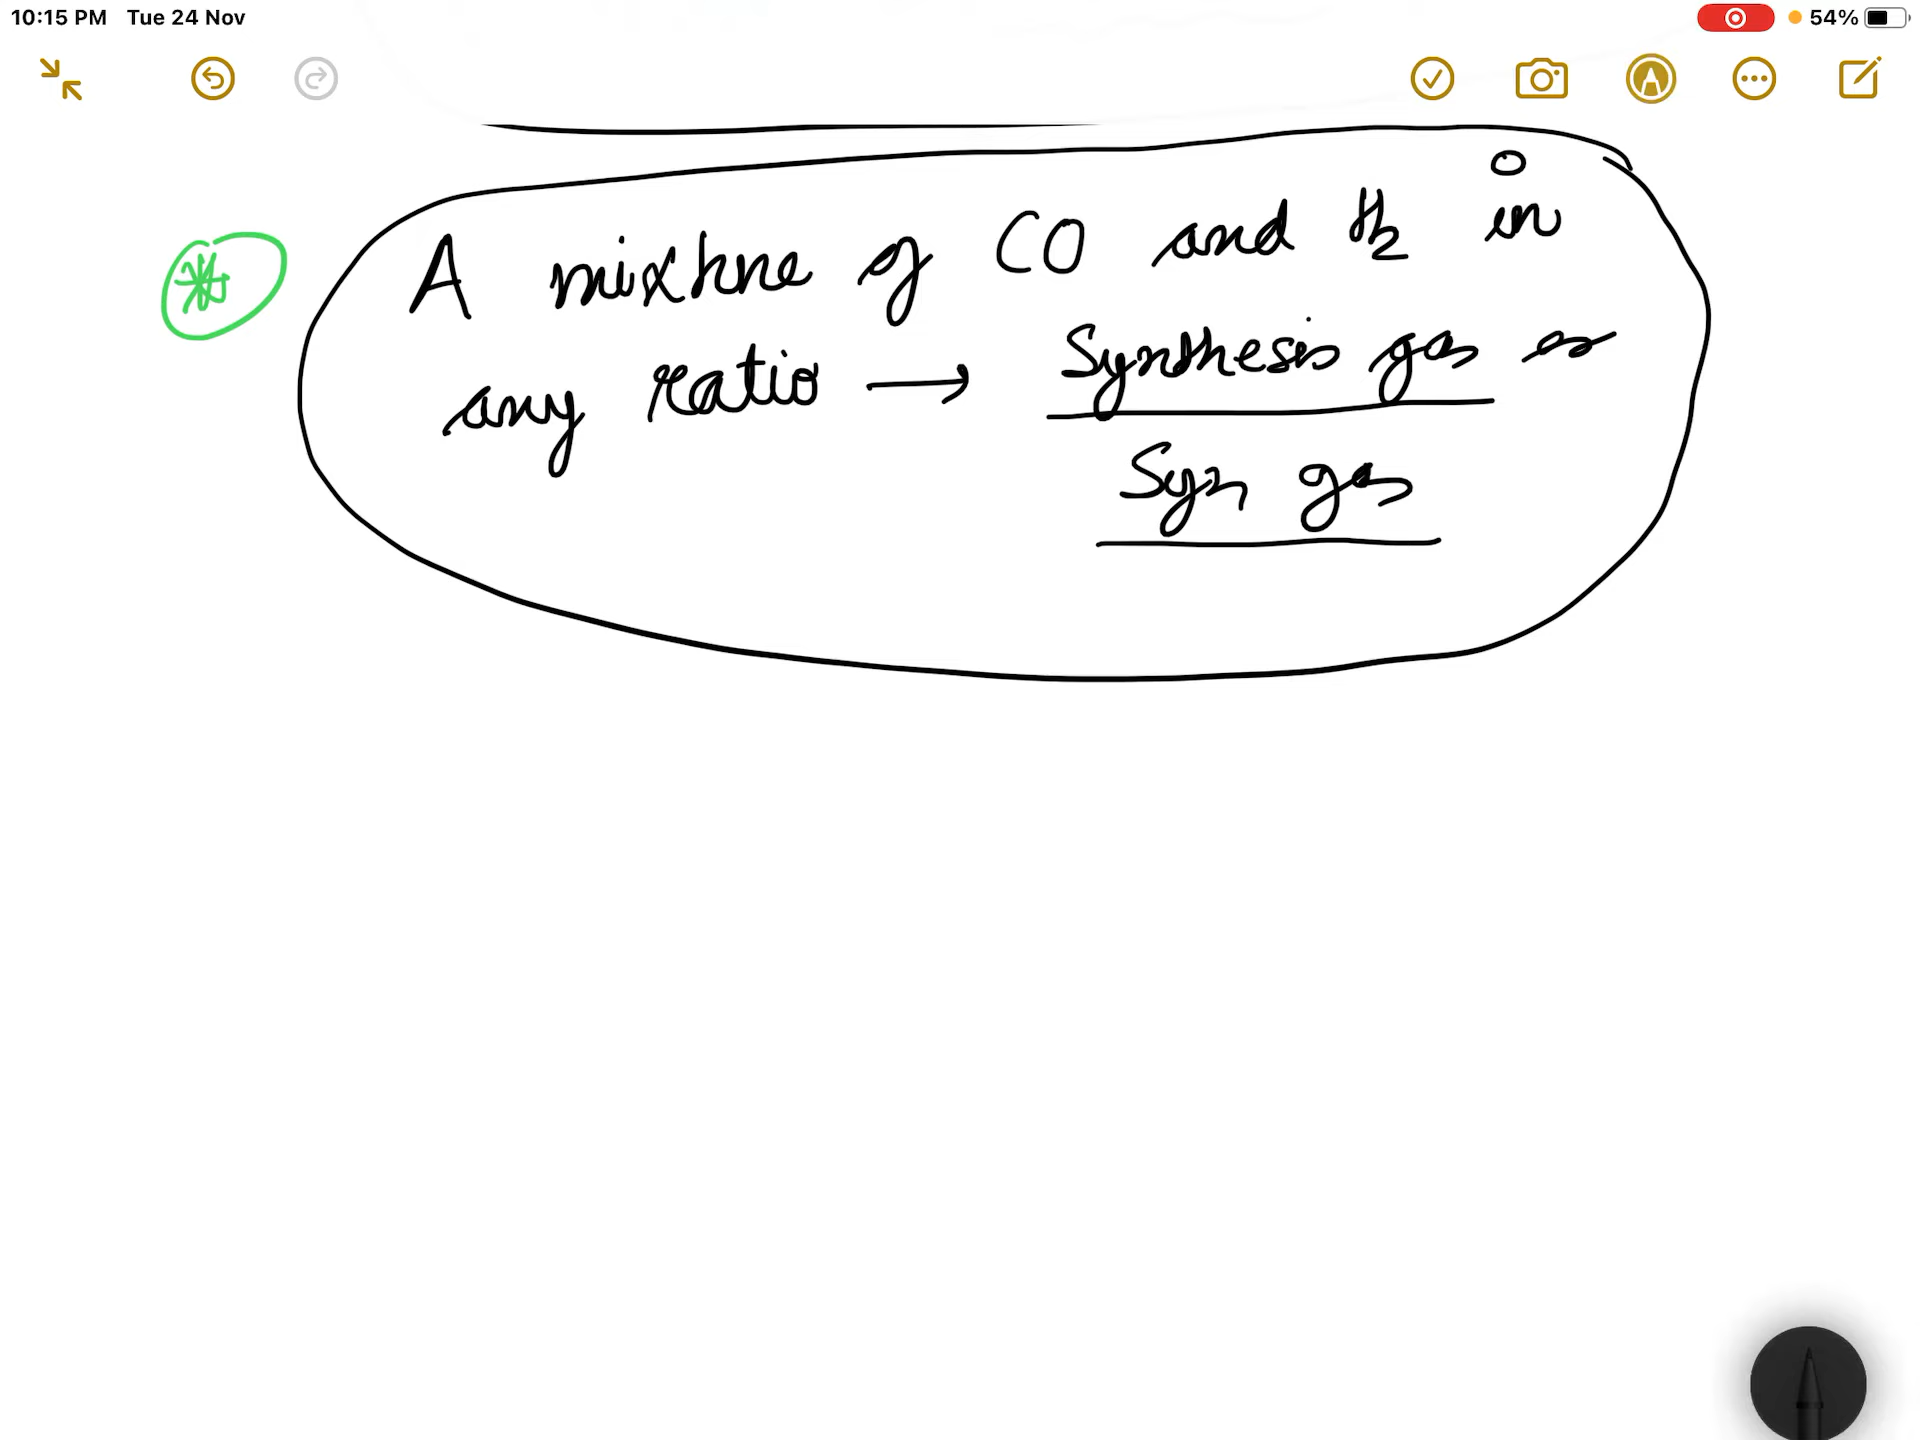 10:15 PM Tue 24 Nov 54%
A mixture of CO and H2 in
any ratio → Synthesis gas or
Syn gas